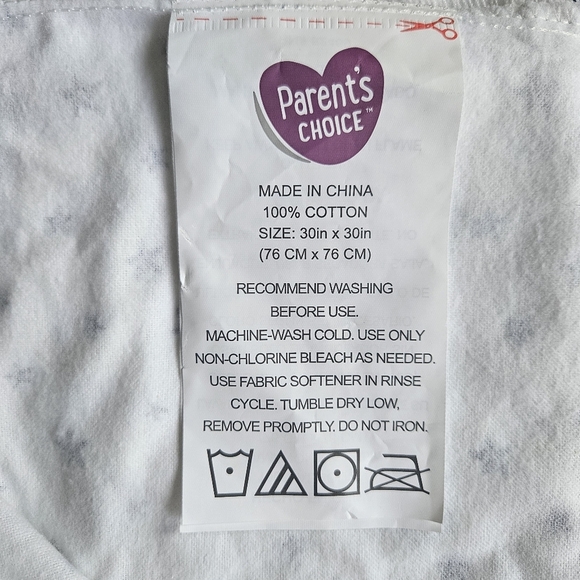 Parent's
CHOICE™
MADE IN CHINA
100% COTTON
SIZE: 30in x 30in
(76 CM x 76 CM)
RECOMMEND WASHING
BEFORE USE.
MACHINE-WASH COLD. USE ONLY
NON-CHLORINE BLEACH AS NEEDED.
USE FABRIC SOFTENER IN RINSE
CYCLE. TUMBLE DRY LOW,
REMOVE PROMPTLY. DO NOT IRON.